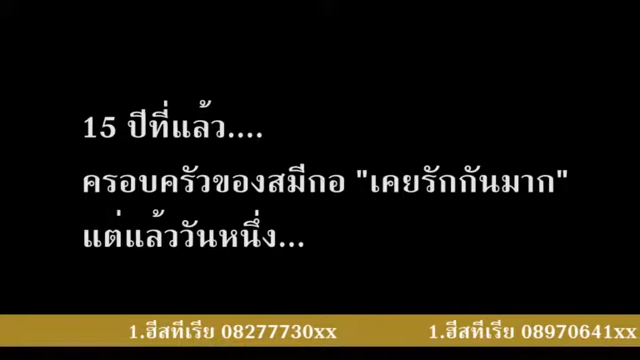 15 ปีที่แล้ว....
ครอบครัวของสมีกอ "เคยรักกันมาก"
แต่แล้ววันหนึ่ง...
1.ฮีสทีเรีย 08277730xx 1.ฮีสทีเรีย 08970641xx